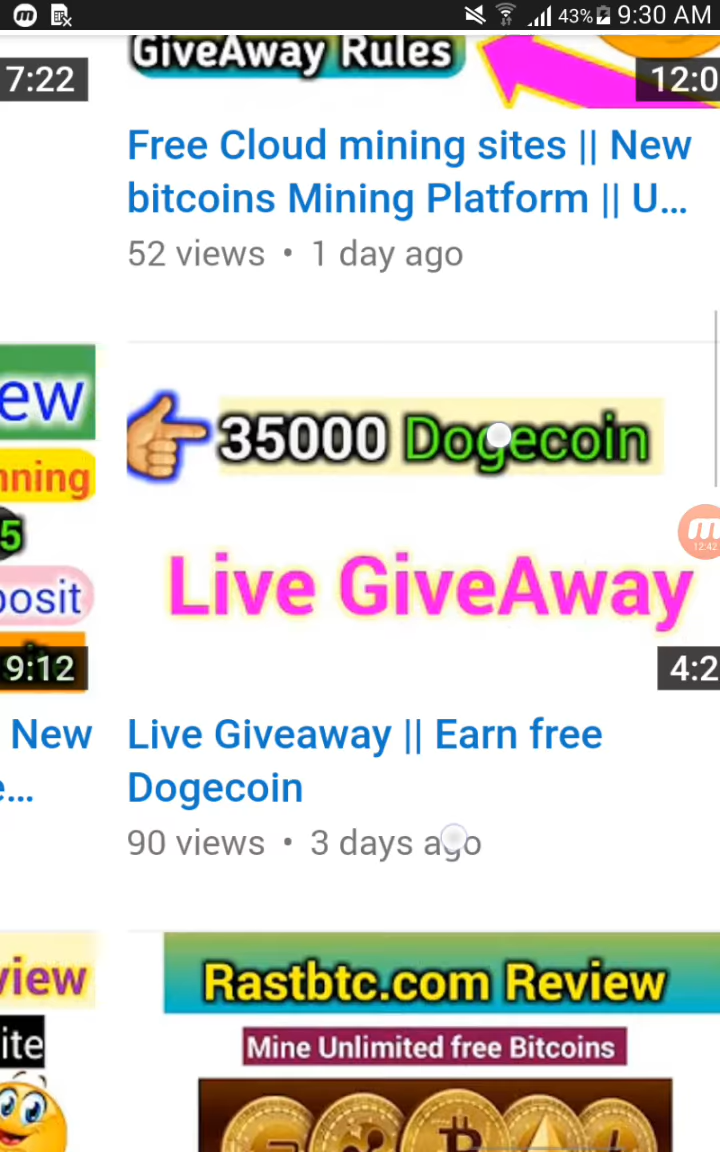 43% 9:30 AM
7:22
GiveAway Rules
12:0
Free Cloud mining sites || New
bitcoins Mining Platform || U...
52 views • 1 day ago
ew
nning
5
posit
9:12
35000 Dogecoin
Live GiveAway
12:42
4:2
New
e...
Live Giveaway || Earn free
Dogecoin
90 views • 3 days ago
view
ite
Rastbtc.com Review
Mine Unlimited free Bitcoins